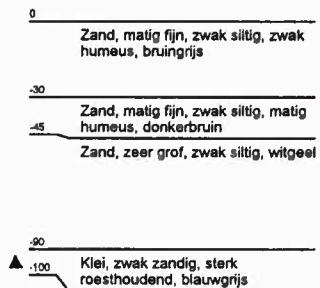 0
Zand, matig fijn, zwak siltig, zwak
humeus, bruingrijs
-30
Zand, matig fijn, zwak siltig, matig
humeus, donkerbruin
-45
Zand, zeer grof, zwak siltig, witgeel
-90
Klei, zwak zandig, sterk
-100
roesthoudend, blauwgrijs